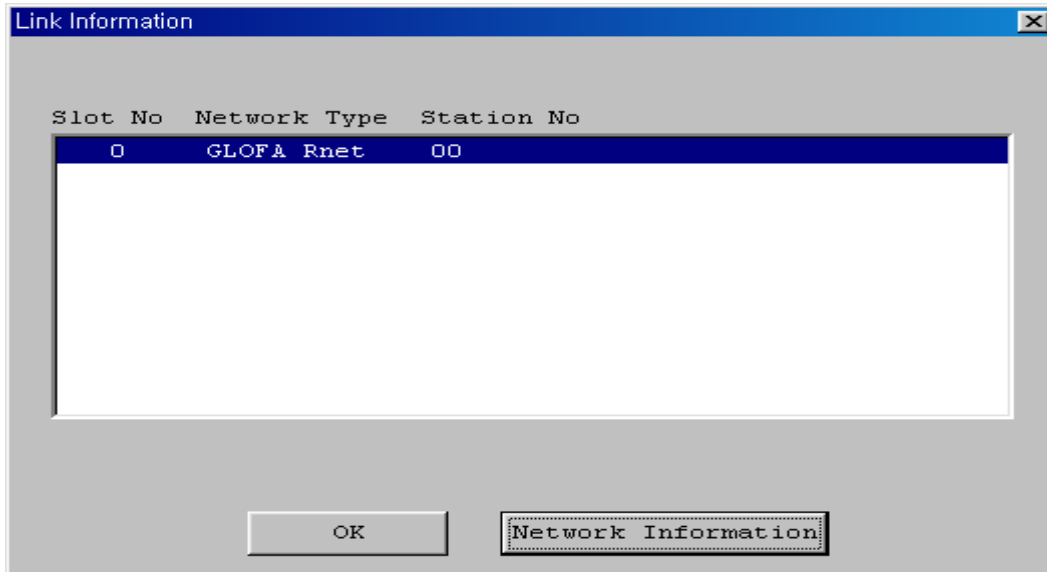 Link Information
Slot No Network Type Station No
0 GLOFA Rnet 00
OK Network Information